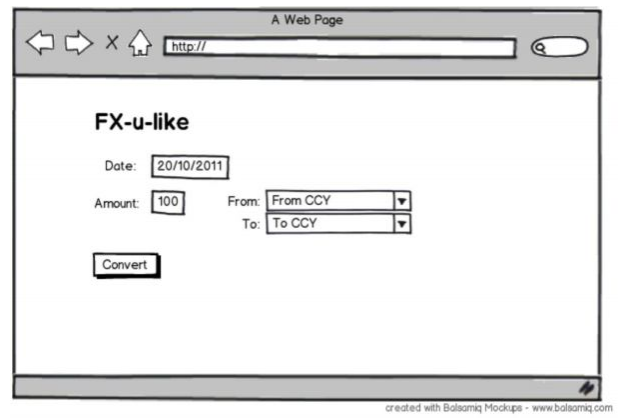 A Web Page
http://
FX-u-like
Date: 20/10/2011
Amount: 100 From: From CCY
To: To CCY
Convert
created with Balsamiq Mockups - www.balsamiq.com